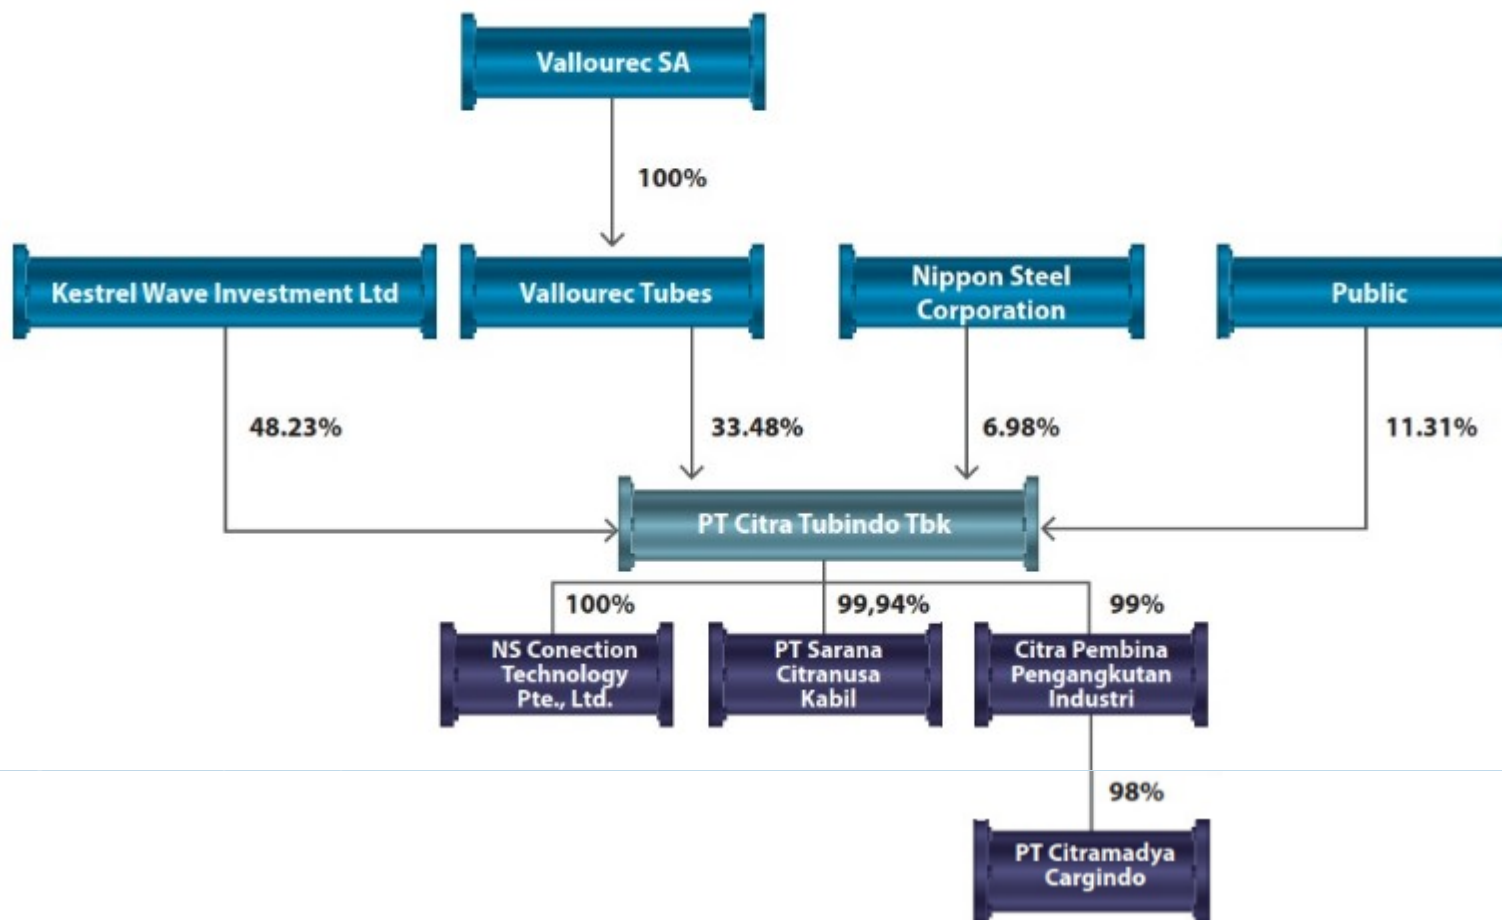 Vallourec SA
100%
Kestrel Wave Investment Ltd
Vallourec Tubes
Nippon Steel
Corporation
Public
48.23%
33.48%
6.98%
11.31%
PT Citra Tubindo Tbk
100%
99,94%
99%
NS Conection
Technology
Pte., Ltd.
PT Sarana
Citranusa
Kabil
Citra Pembina
Pengangkutan
Industri
98%
PT Citramadya
Cargindo